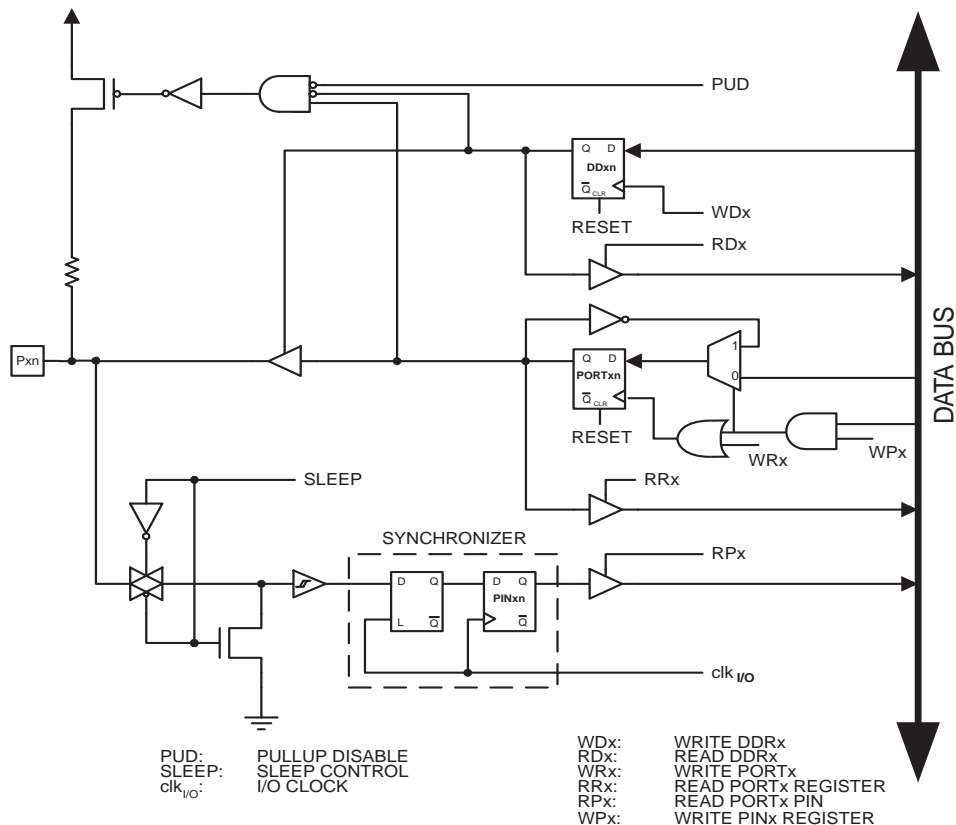 PUD
Q D
DDxn
Q CLR
WDx
RESET
RDx
Pxn
1
Q D
PORTxn
0
Q CLR
RESET
WRx
WPx
DATA BUS
SLEEP
RRx
SYNCHRONIZER
RPx
D Q
D Q
PINxn
L Q
Q
clk I/O
PUD: PULLUP DISABLE
SLEEP: SLEEP CONTROL
clkI/O: I/O CLOCK
WDx: WRITE DDRx
RDx: READ DDRx
WRx: WRITE PORTx
RRx: READ PORTx REGISTER
RPx: READ PORTx PIN
WPx: WRITE PINx REGISTER